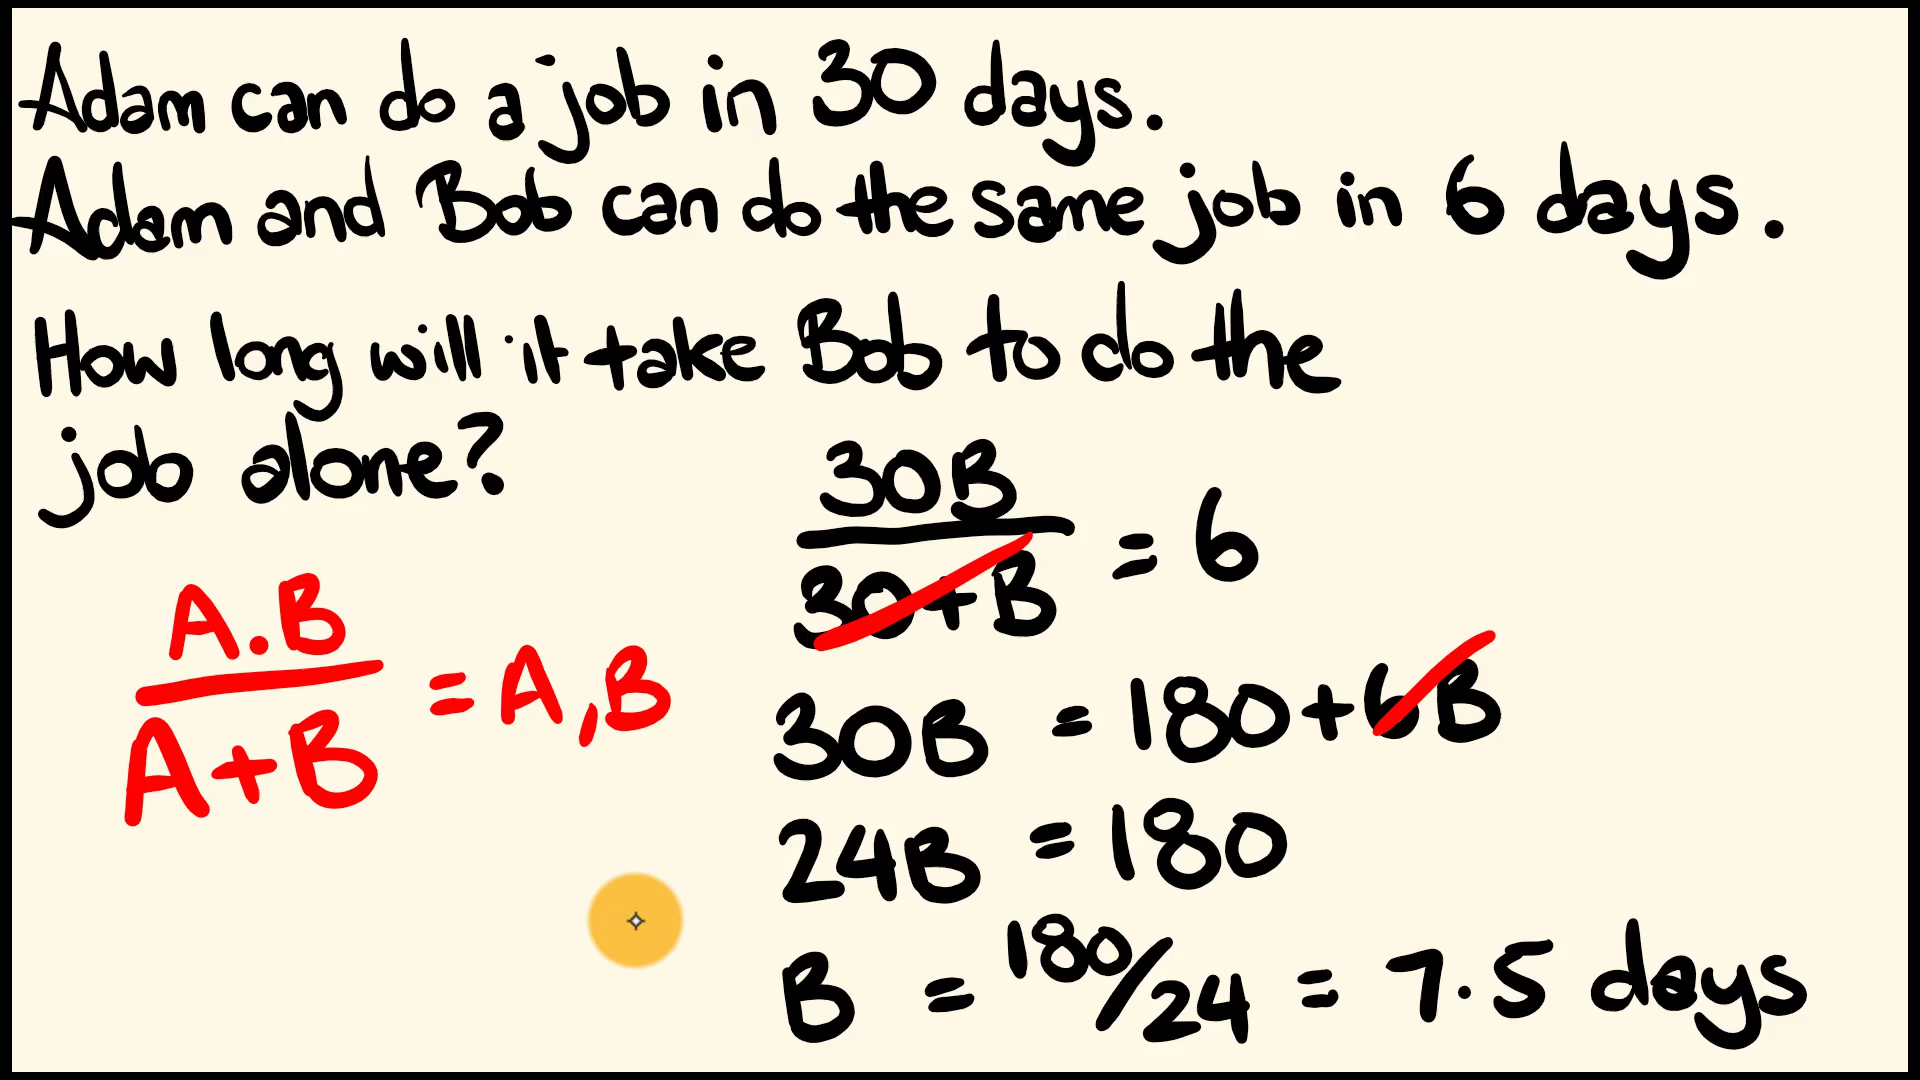 Adam can do a job in 30 days.
Adam and Bob can do the same job in 6 days.
How long will it take Bob to do the
job alone?
A.B
A+B
= A,B
30B
30+B
= 6
30B = 180+6B
24B = 180
B = 180/24 = 7.5 days